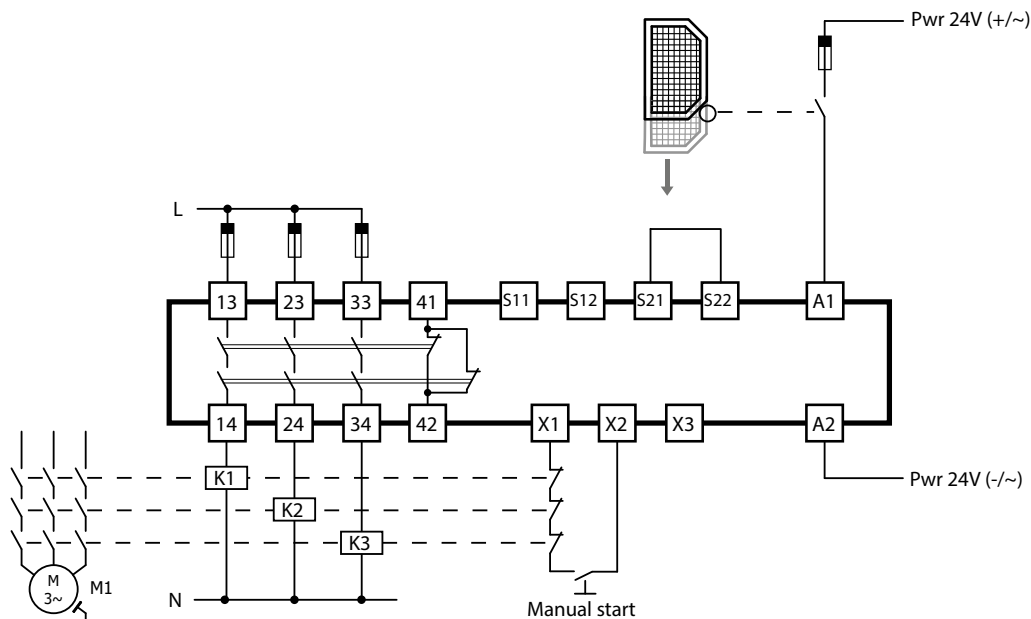 Pwr 24V (+/~)
L
13 23 33 41 S11 S12 S21 S22 A1
14 24 34 42 X1 X2 X3 A2
K1
Pwr 24V (-/~)
K2
K3
M
3~
M1
N
Manual start